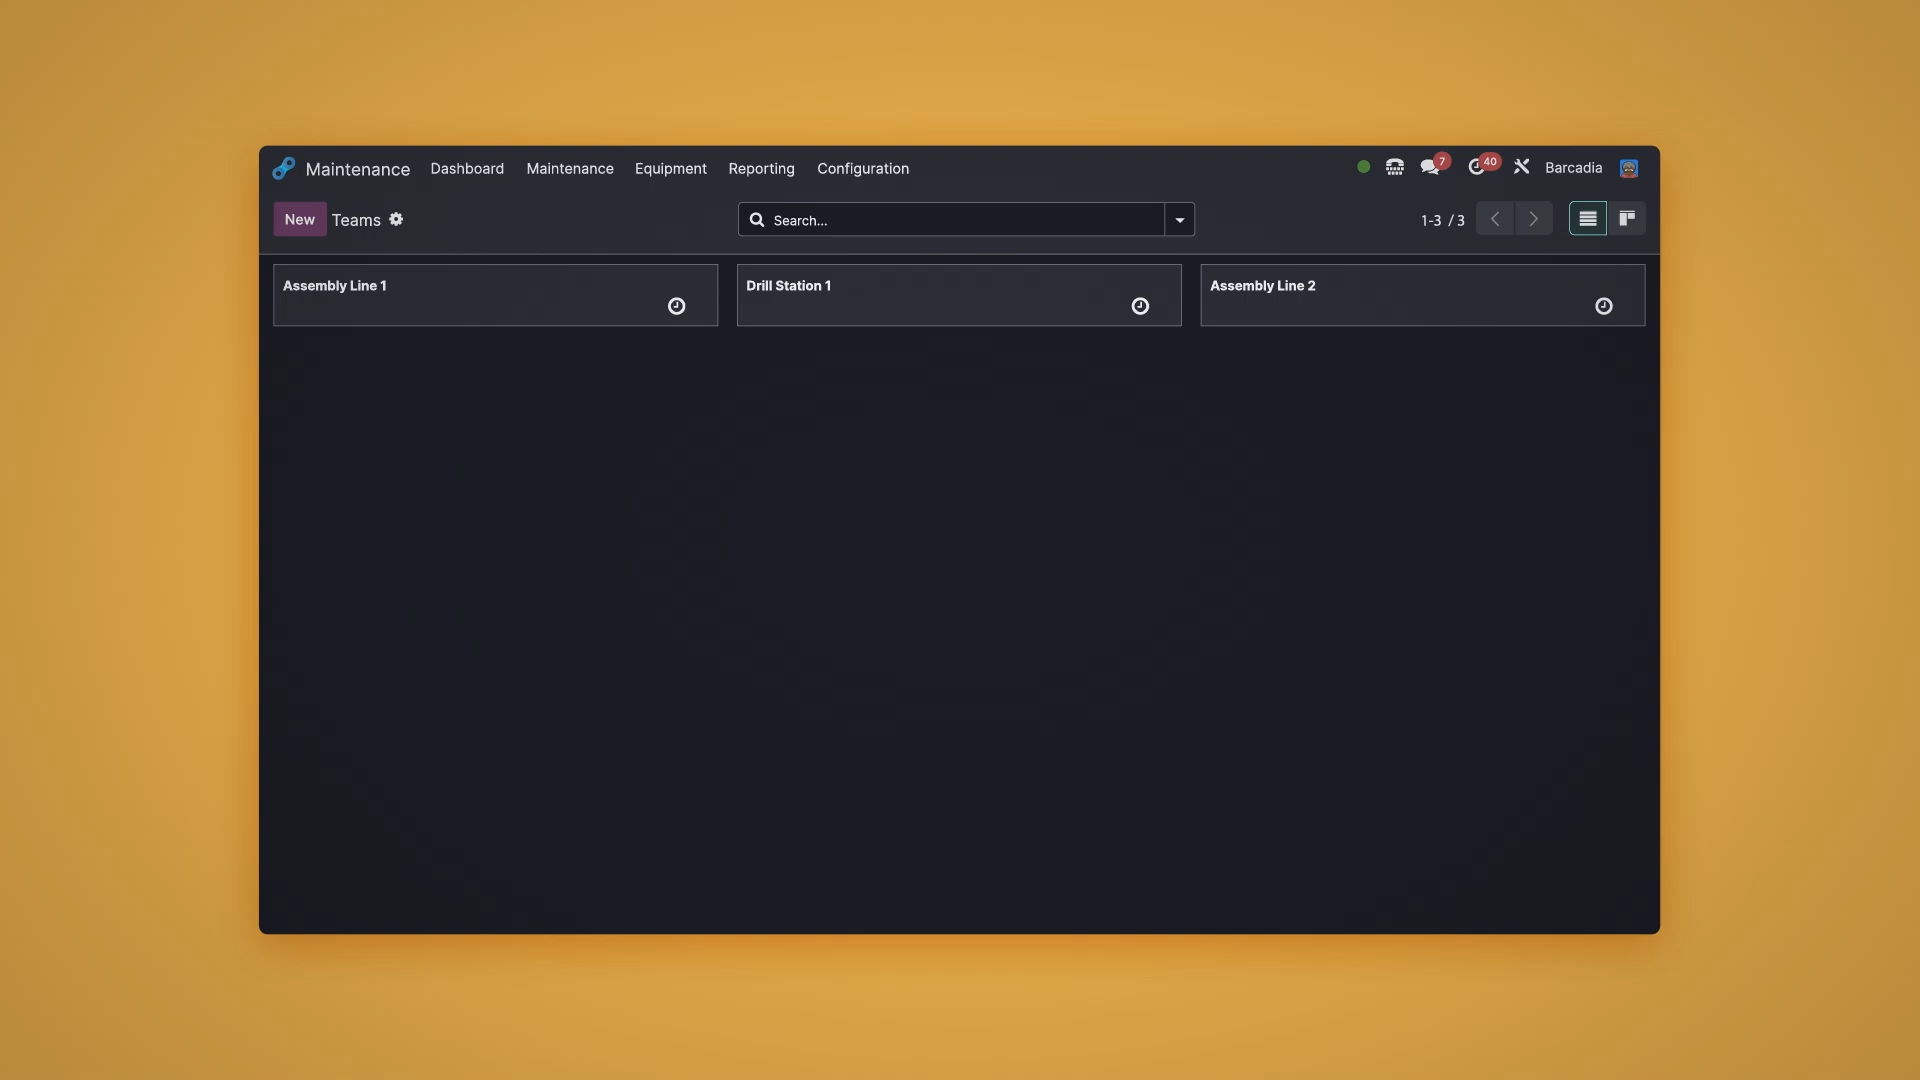 Maintenance Dashboard Maintenance Equipment Reporting Configuration 7 40 Barcadia
New Teams Search... 1-3 / 3
Assembly Line 1
Drill Station 1
Assembly Line 2